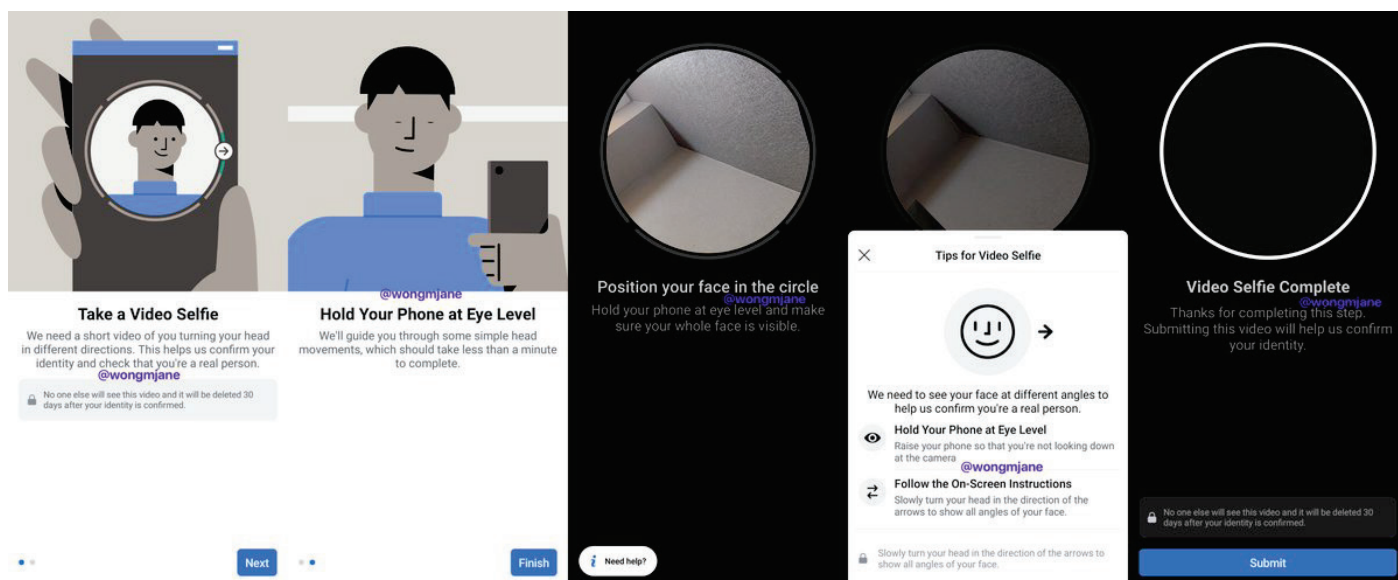 Take a Video Selfie
We need a short video of you turning your head
in different directions. This helps us confirm your
identity and check that you're a real person.
@wongmjane
No one else will see this video and it will be deleted 30
days after your identity is confirmed.
Next
@wongmjane
Hold Your Phone at Eye Level
We'll guide you through some simple head
movements, which should take less than a minute
to complete.
Finish
Position your face in the circle
@wongmjane
Hold your phone at eye level and make
sure your whole face is visible.
i Need help?
Tips for Video Selfie
We need to see your face at different angles to
help us confirm you're a real person.
Hold Your Phone at Eye Level
Raise your phone so that you're not looking down
at the camera
@wongmjane
Follow the On-Screen Instructions
Slowly turn your head in the direction of the
arrows to show all angles of your face.
Slowly turn your head in the direction of the arrows to
show all angles of your face.
Video Selfie Complete
@wongmjane
Thanks for completing this step.
Submitting this video will help us confirm
your identity.
No one else will see this video and it will be deleted 30
days after your identity is confirmed.
Submit